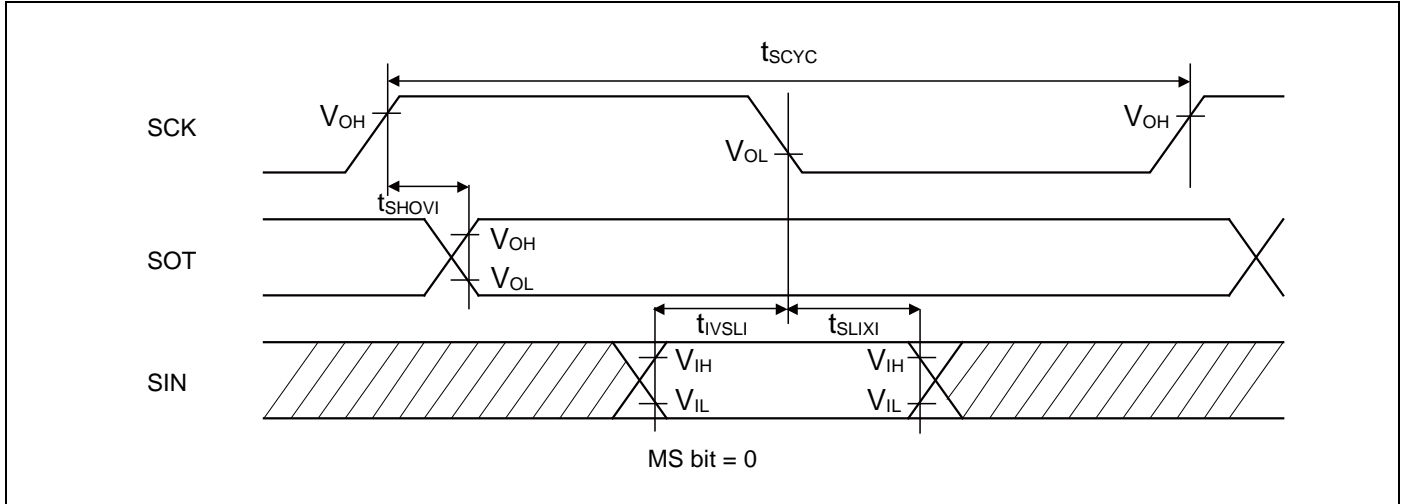 tSCYC
SCK
VOH
VOH
VOL
tSHOVI
SOT
VOH
VOL
tIVSLI
tSLIXI
SIN
VIH
VIH
VIL
VIL
MS bit = 0